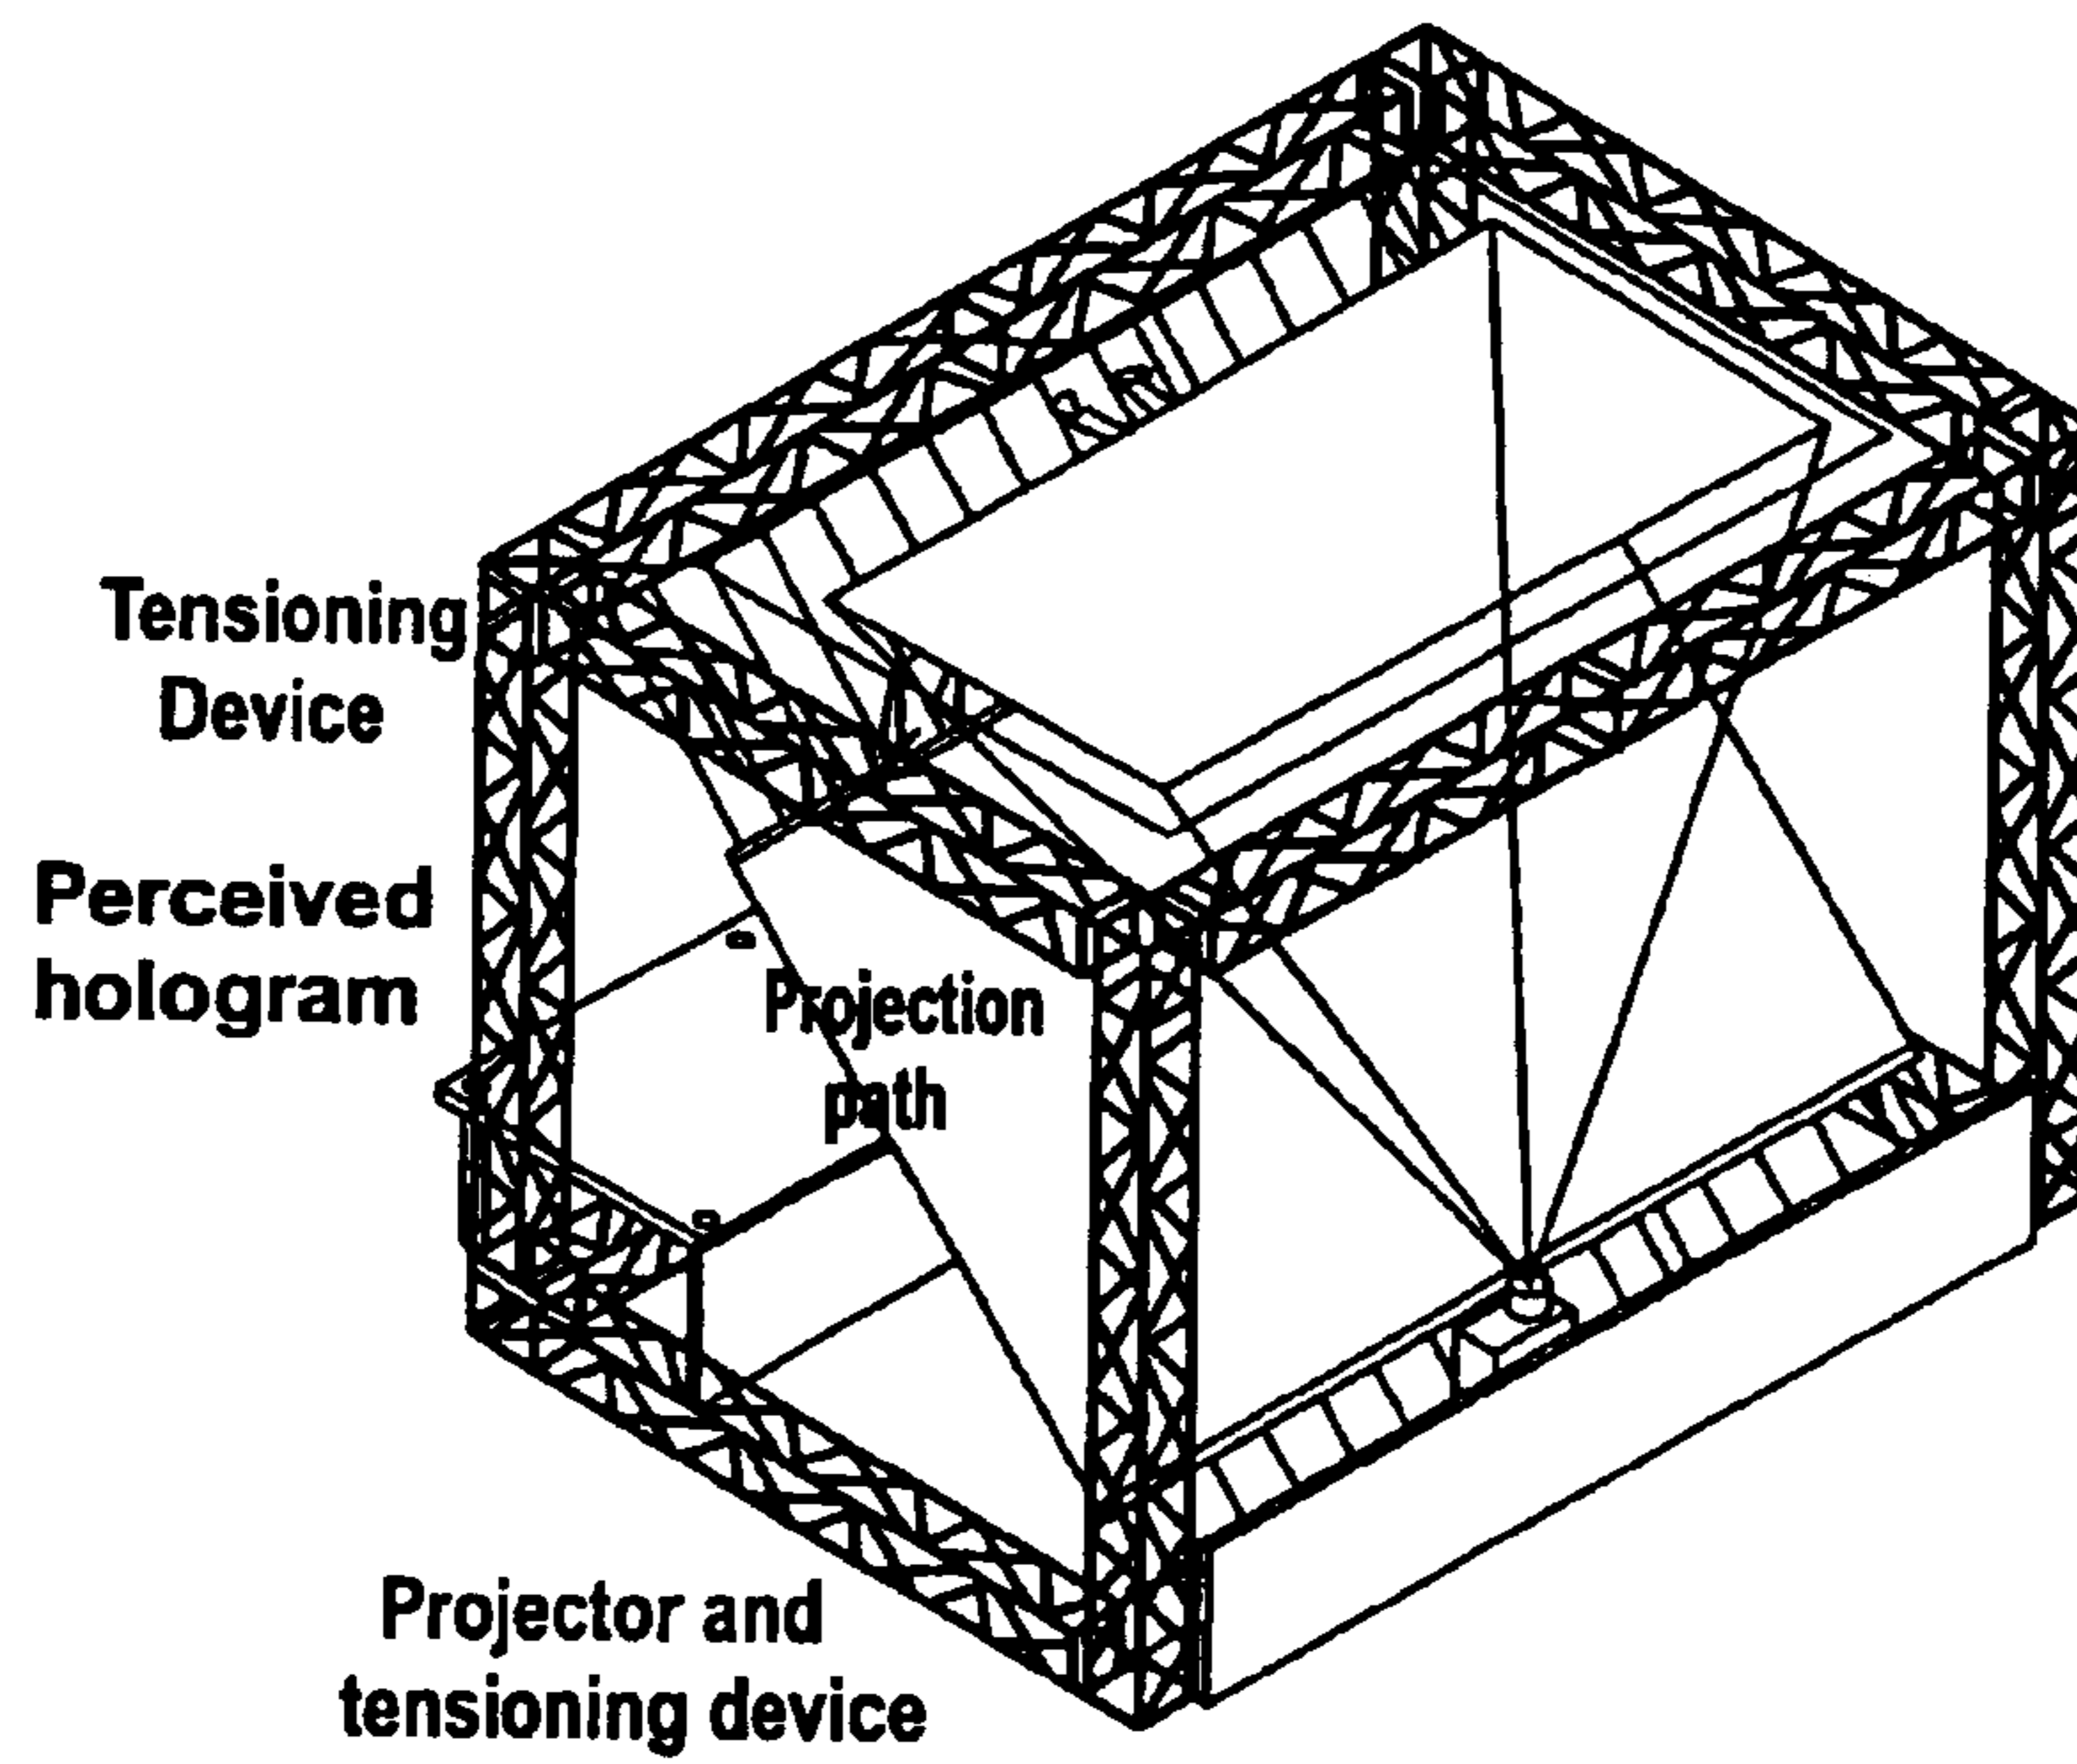 Tensioning
Device
Perceived
hologram
Projection
path
Projector and
tensioning device